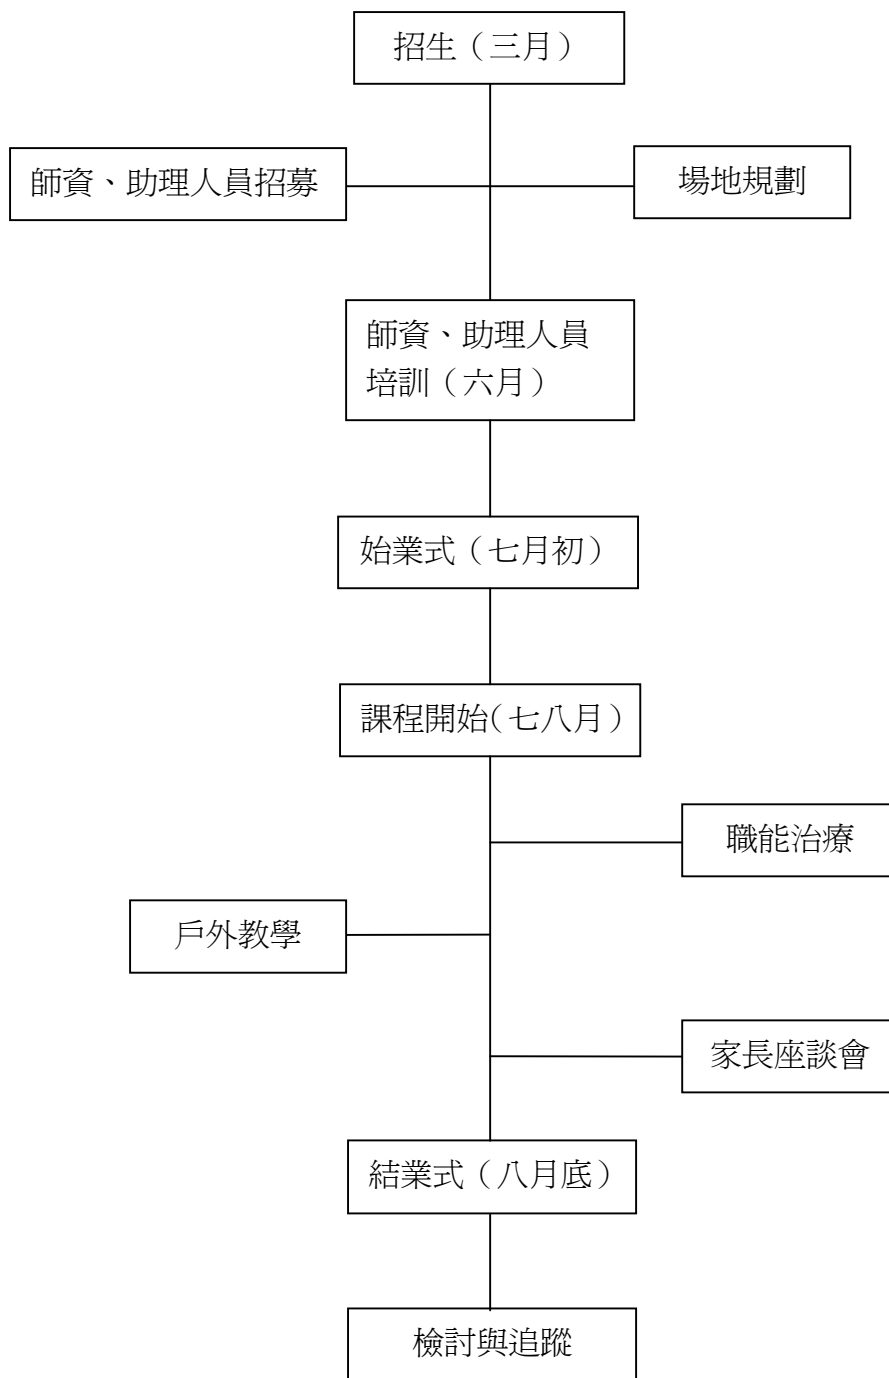 招生（三月）
師資、助理人員招募
場地規劃
師資、助理人員
培訓（六月）
始業式（七月初）
課程開始(七八月）
職能治療
戶外教學
家長座談會
結業式（八月底）
檢討與追蹤